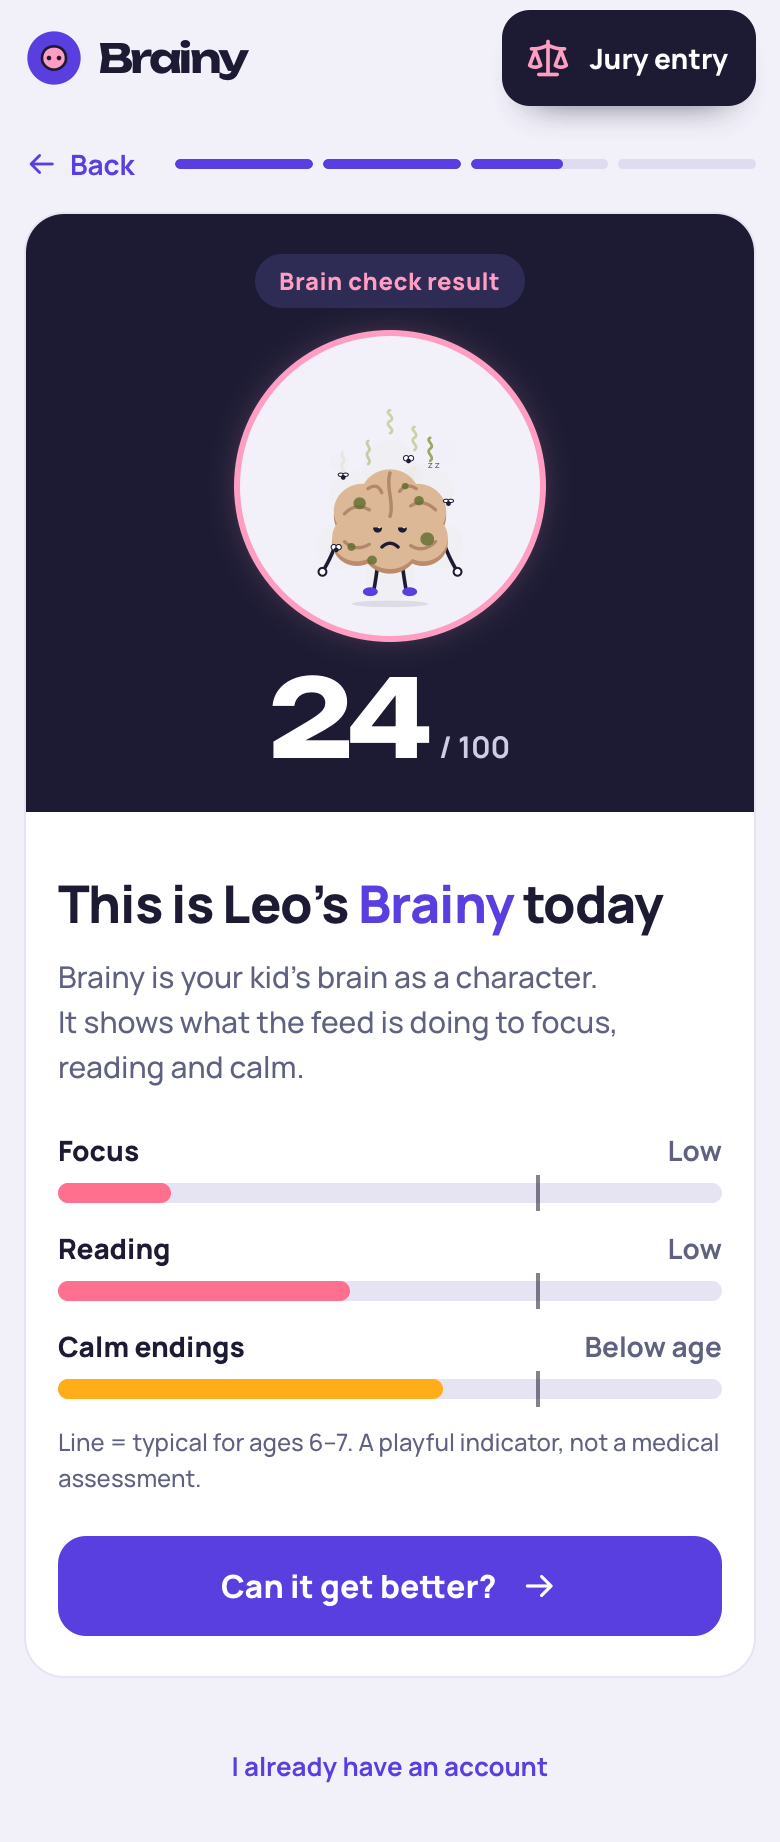 Brainy
Jury entry
Back
Brain check result
z z
24 / 100
This is Leo’s Brainy today
Brainy is your kid’s brain as a character.
It shows what the feed is doing to focus,
reading and calm.
Focus Low
Reading Low
Calm endings Below age
Line = typical for ages 6–7. A playful indicator, not a medical
assessment.
Can it get better?
I already have an account